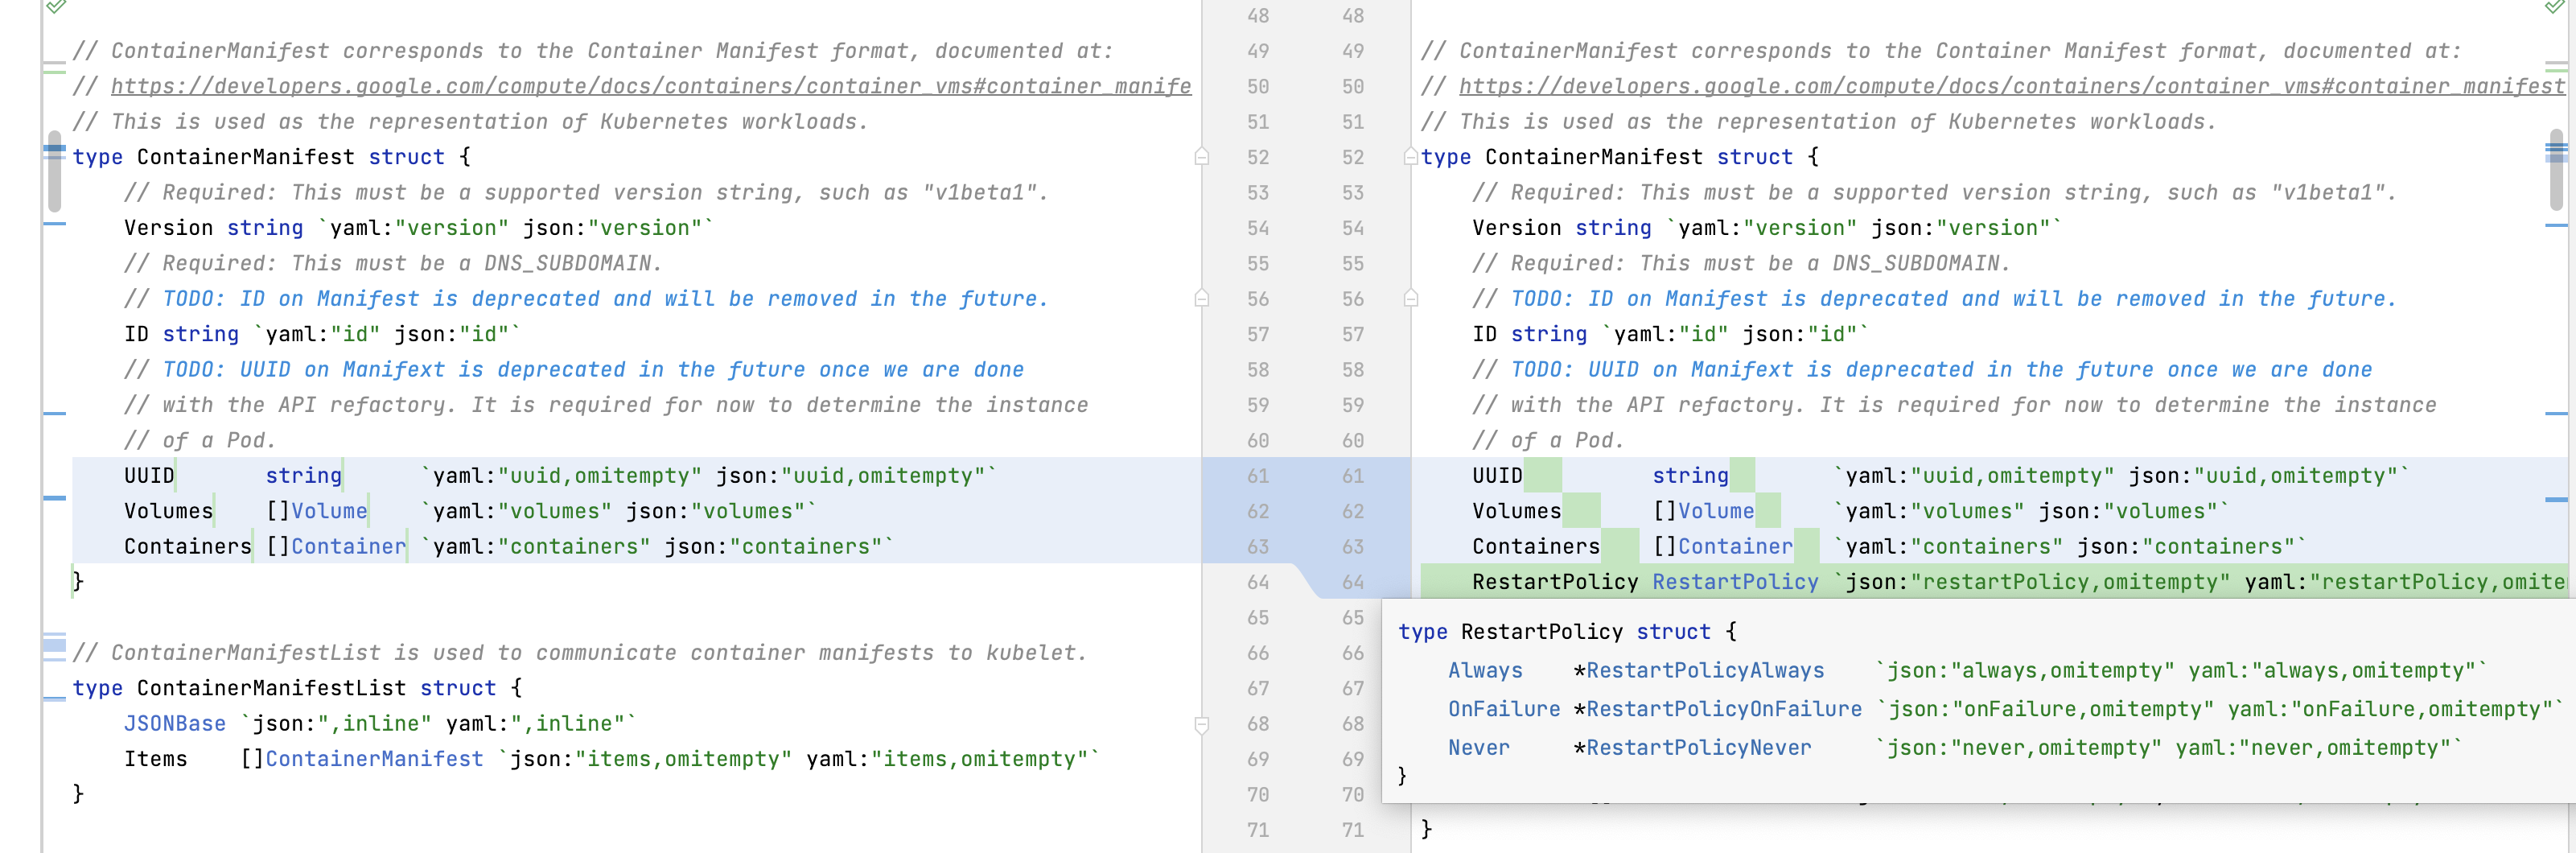 // ContainerManifest corresponds to the Container Manifest format, documented at:
// https://developers.google.com/compute/docs/containers/container_vms#container_manife
// This is used as the representation of Kubernetes workloads.
type ContainerManifest struct {
// Required: This must be a supported version string, such as "v1beta1".
Version string `yaml:"version" json:"version"`
// Required: This must be a DNS_SUBDOMAIN.
// TODO: ID on Manifest is deprecated and will be removed in the future.
ID string `yaml:"id" json:"id"`
// TODO: UUID on Manifext is deprecated in the future once we are done
// with the API refactory. It is required for now to determine the instance
// of a Pod.
UUID string `yaml:"uuid,omitempty" json:"uuid,omitempty"`
Volumes []Volume `yaml:"volumes" json:"volumes"`
Containers []Container `yaml:"containers" json:"containers"`
}
// ContainerManifestList is used to communicate container manifests to kubelet.
type ContainerManifestList struct {
JSONBase `json:",inline" yaml:",inline"`
Items []ContainerManifest `json:"items,omitempty" yaml:"items,omitempty"`
}
48 48
49 49
50 50
51 51
52 52
53 53
54 54
55 55
56 56
57 57
58 58
59 59
60 60
61 61
62 62
63 63
64 64
65 65
66 66
67 67
68 68
69 69
70 70
71 71
// ContainerManifest corresponds to the Container Manifest format, documented at:
// https://developers.google.com/compute/docs/containers/container_vms#container_manifest
// This is used as the representation of Kubernetes workloads.
type ContainerManifest struct {
// Required: This must be a supported version string, such as "v1beta1".
Version string `yaml:"version" json:"version"`
// Required: This must be a DNS_SUBDOMAIN.
// TODO: ID on Manifest is deprecated and will be removed in the future.
ID string `yaml:"id" json:"id"`
// TODO: UUID on Manifext is deprecated in the future once we are done
// with the API refactory. It is required for now to determine the instance
// of a Pod.
UUID string `yaml:"uuid,omitempty" json:"uuid,omitempty"`
Volumes []Volume `yaml:"volumes" json:"volumes"`
Containers []Container `yaml:"containers" json:"containers"`
RestartPolicy RestartPolicy `json:"restartPolicy,omitempty" yaml:"restartPolicy,omite
type RestartPolicy struct {
Always *RestartPolicyAlways `json:"always,omitempty" yaml:"always,omitempty"`
OnFailure *RestartPolicyOnFailure `json:"onFailure,omitempty" yaml:"onFailure,omitempty"`
Never *RestartPolicyNever `json:"never,omitempty" yaml:"never,omitempty"`
}
}